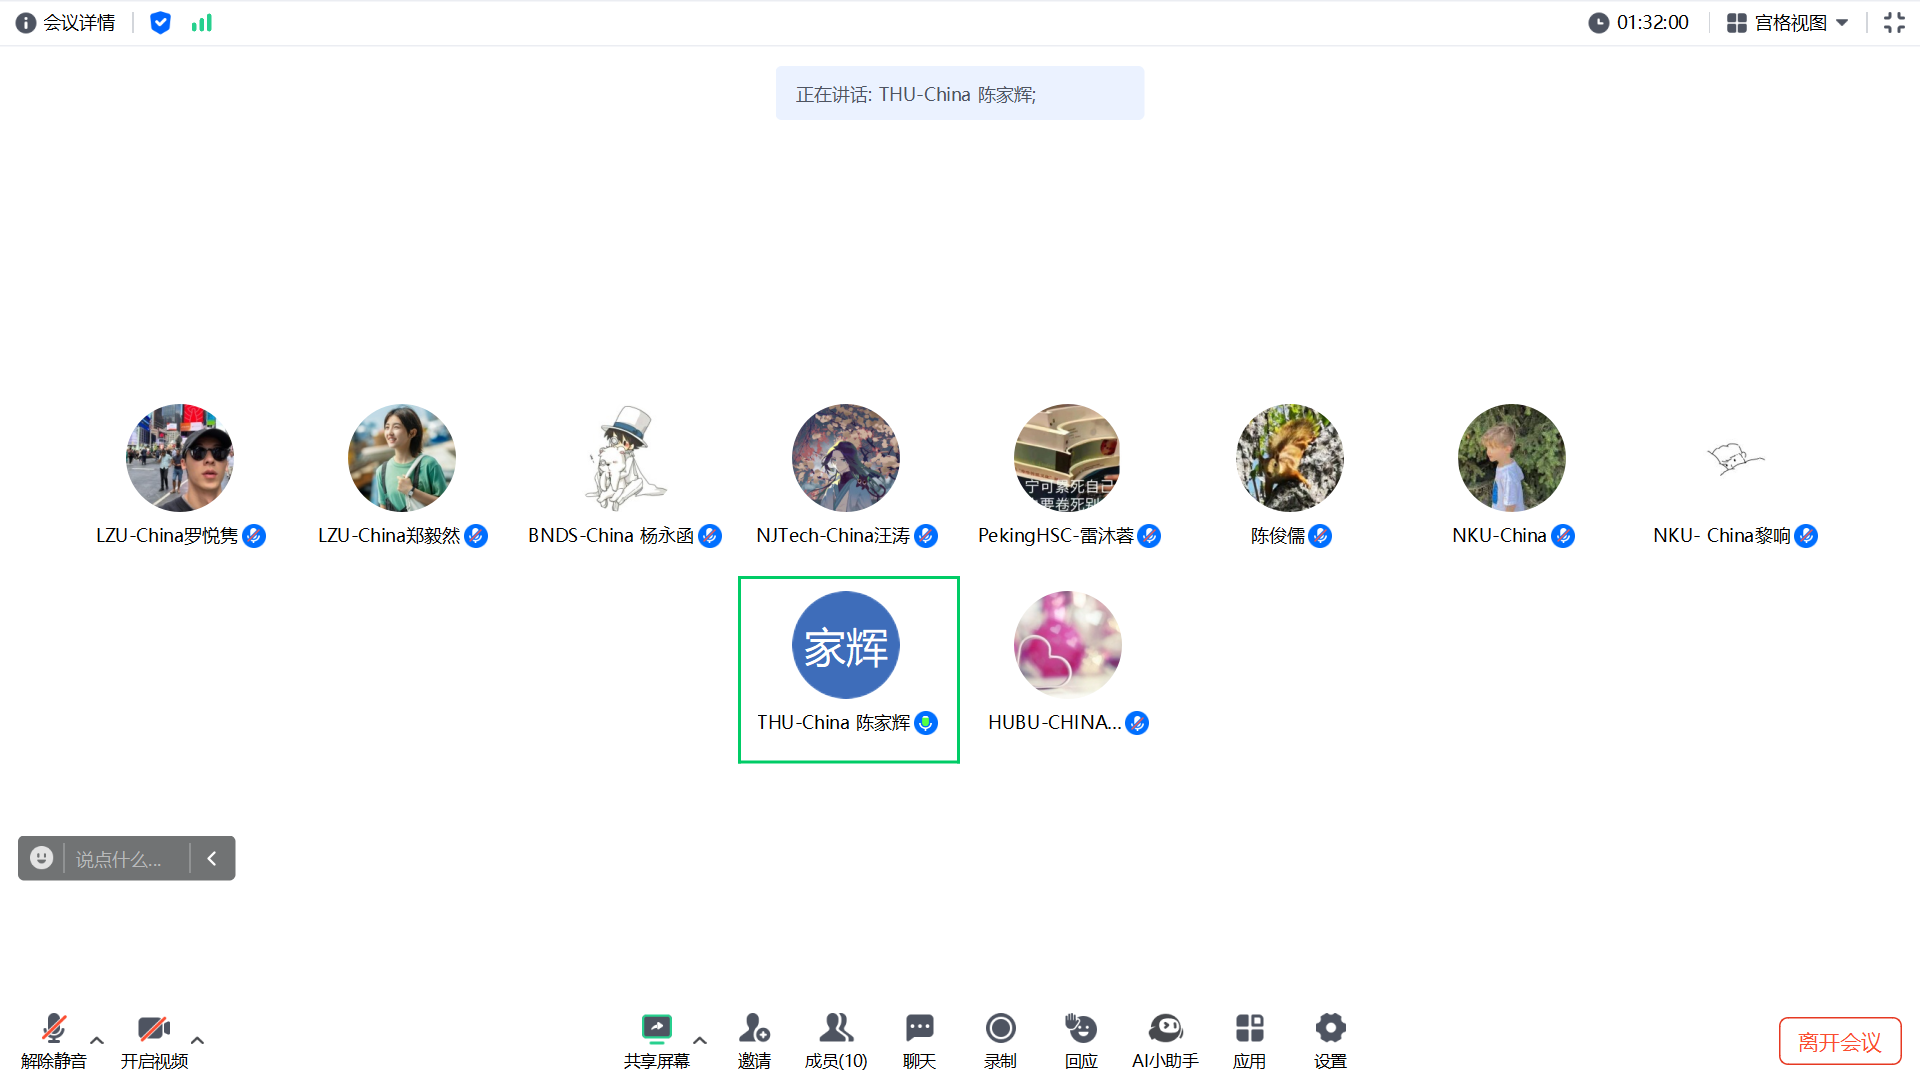 会议详情
01:32:00
宫格视图
正在讲话: THU-China 陈家辉;
宁可累死自己
要卷死别
LZU-China罗悦隽
LZU-China郑毅然
BNDS-China 杨永函
NJTech-China汪涛
PekingHSC-雷沐蓉
陈俊儒
NKU-China
NKU- China黎响
家辉
THU-China 陈家辉
HUBU-CHINA...
说点什么...
解除静音
开启视频
共享屏幕
邀请
成员(10)
聊天
录制
回应
AI小助手
应用
设置
离开会议